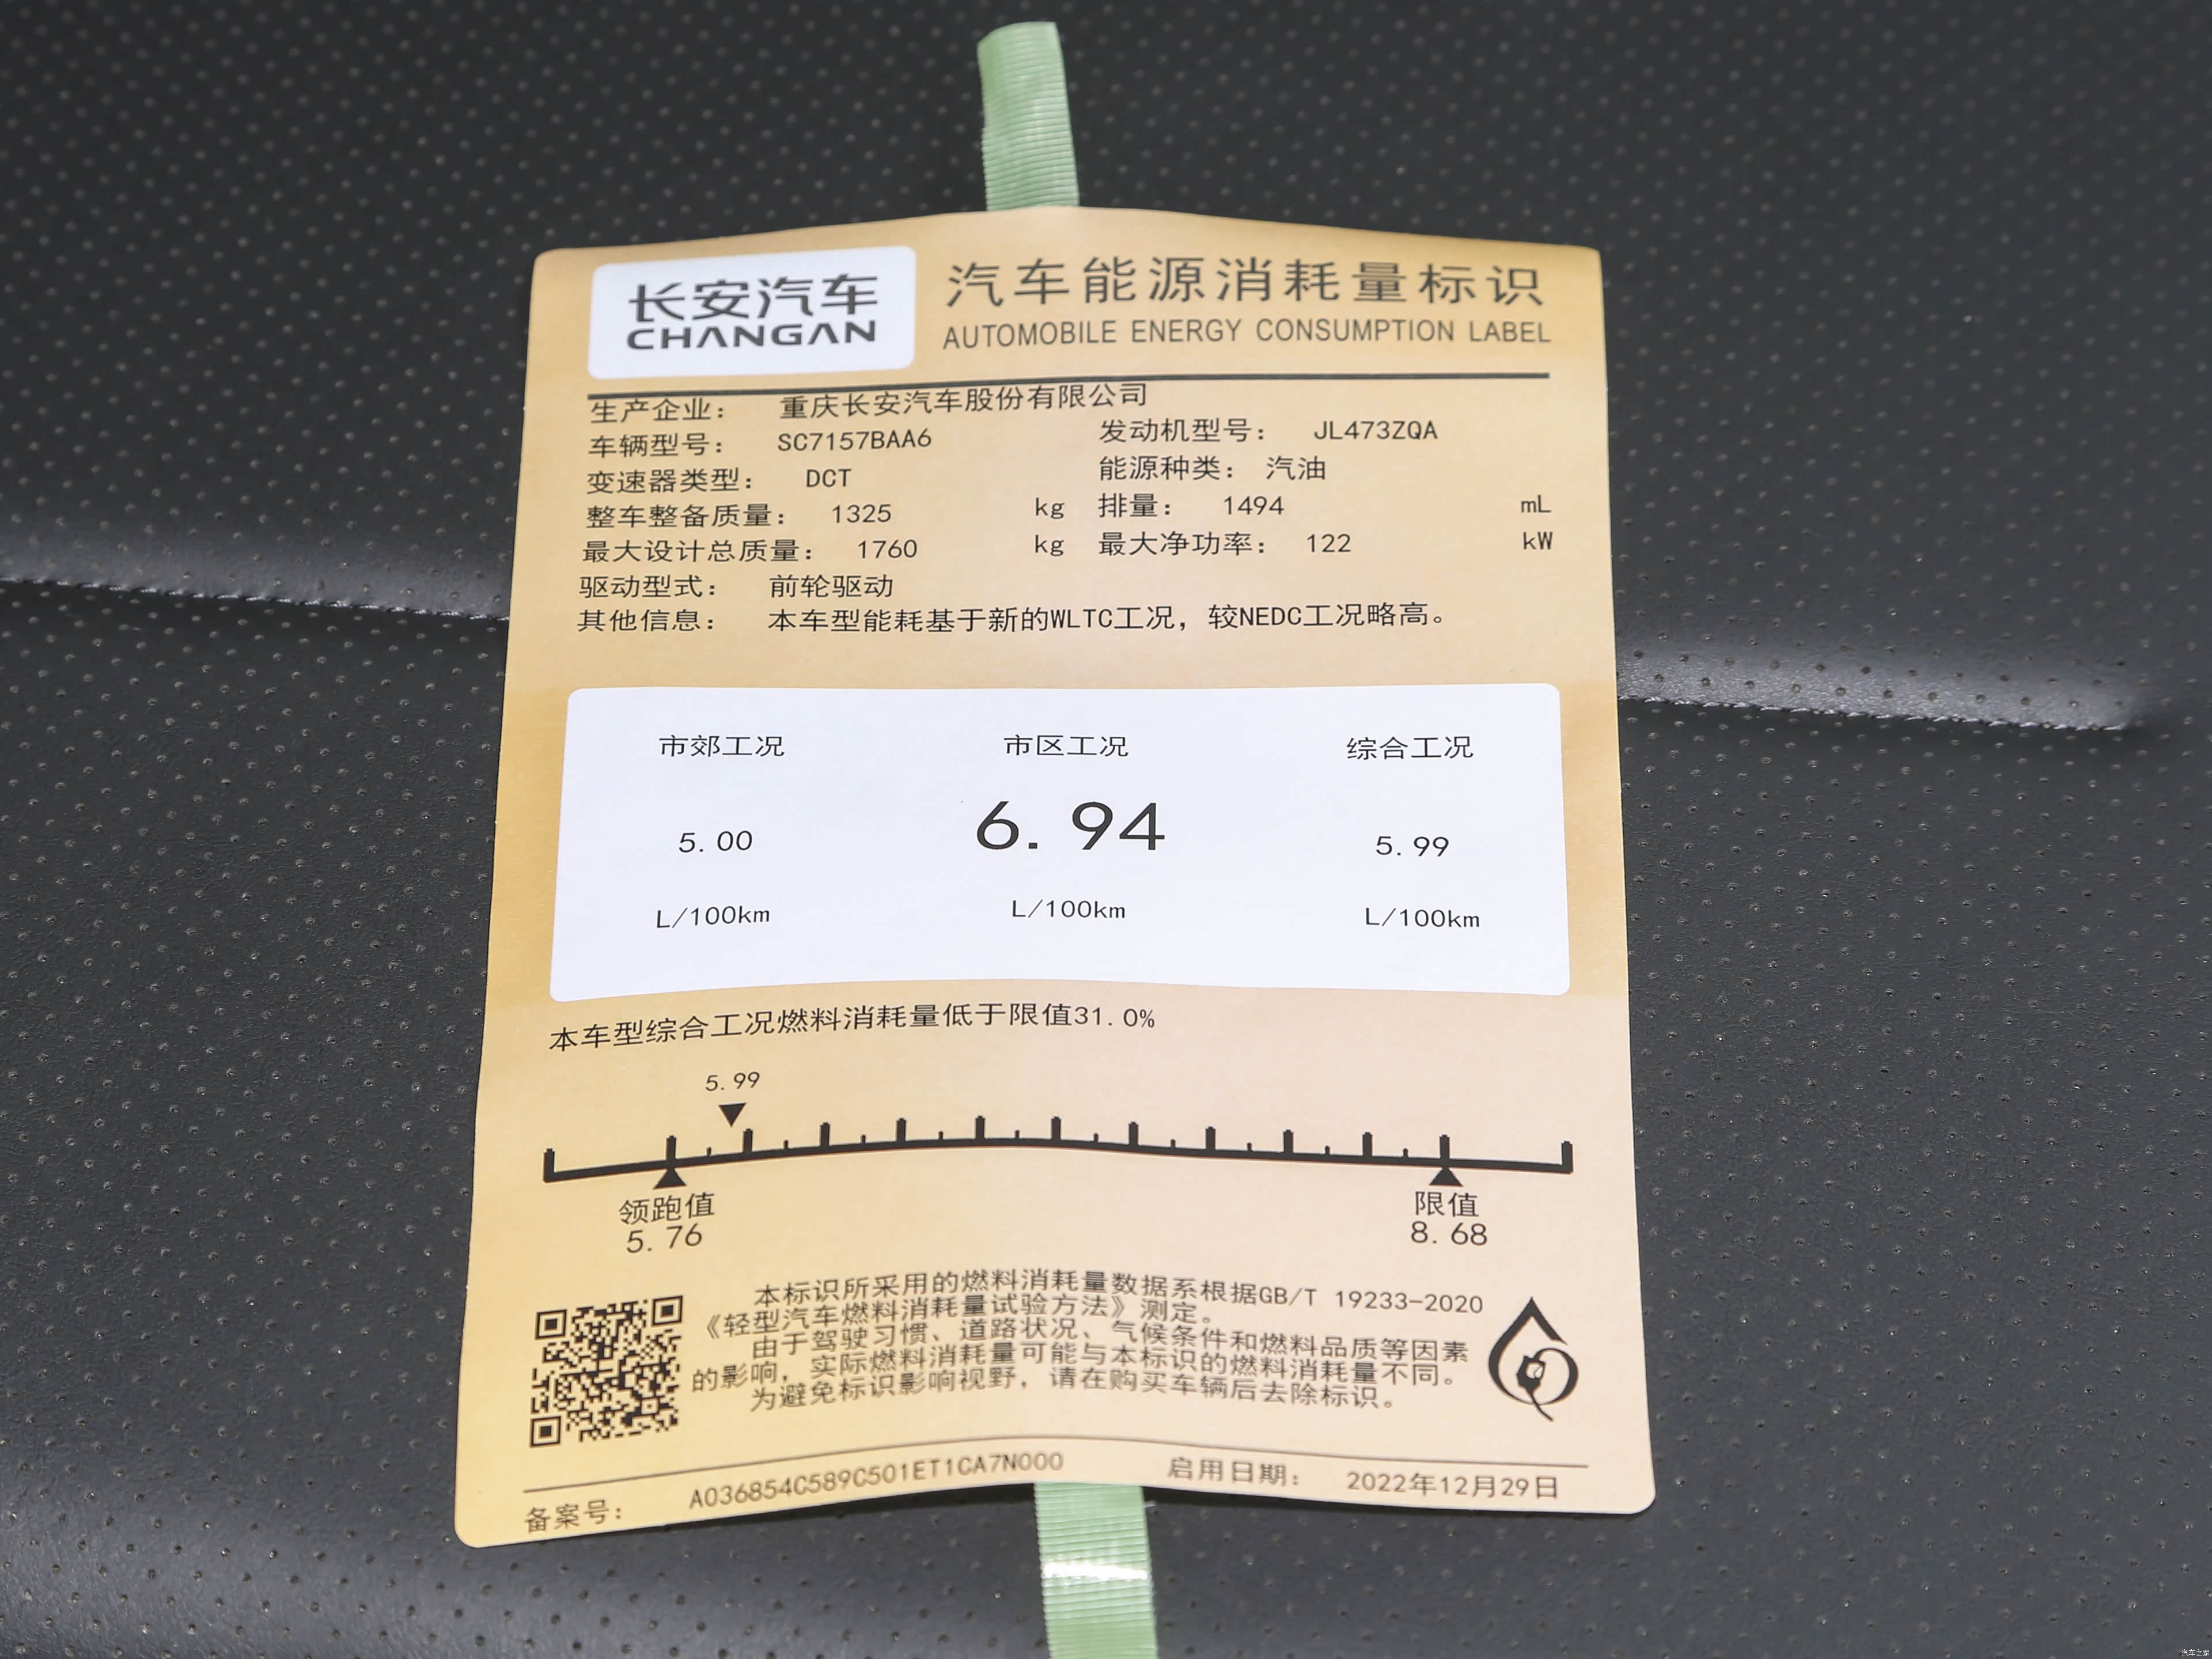 长安汽车
CHANGAN
汽车能源消耗量标识
AUTOMOBILE ENERGY CONSUMPTION LABEL
生产企业： 重庆长安汽车股份有限公司
车辆型号： SC7157BAA6 发动机型号： JL473ZQA
变速器类型： DCT 能源种类： 汽油
整车整备质量： 1325 kg 排量： 1494 mL
最大设计总质量： 1760 kg 最大净功率： 122 kW
驱动型式： 前轮驱动
其他信息： 本车型能耗基于新的WLTC工况，较NEDC工况略高。
市郊工况 市区工况 综合工况
5.00 6.94 5.99
L/100km L/100km L/100km
本车型综合工况燃料消耗量低于限值31.0%
5.99
领跑值 限值
5.76 8.68
本标识所采用的燃料消耗量数据系根据GB/T 19233-2020
《轻型汽车燃料消耗量试验方法》测定。
由于驾驶习惯、道路状况、气候条件和燃料品质等因素
的影响，实际燃料消耗量可能与本标识的燃料消耗量不同。
为避免标识影响视野，请在购买车辆后去除标识。
备案号： A036854C589C501ET1CA7N000 启用日期： 2022年12月29日
汽车之家